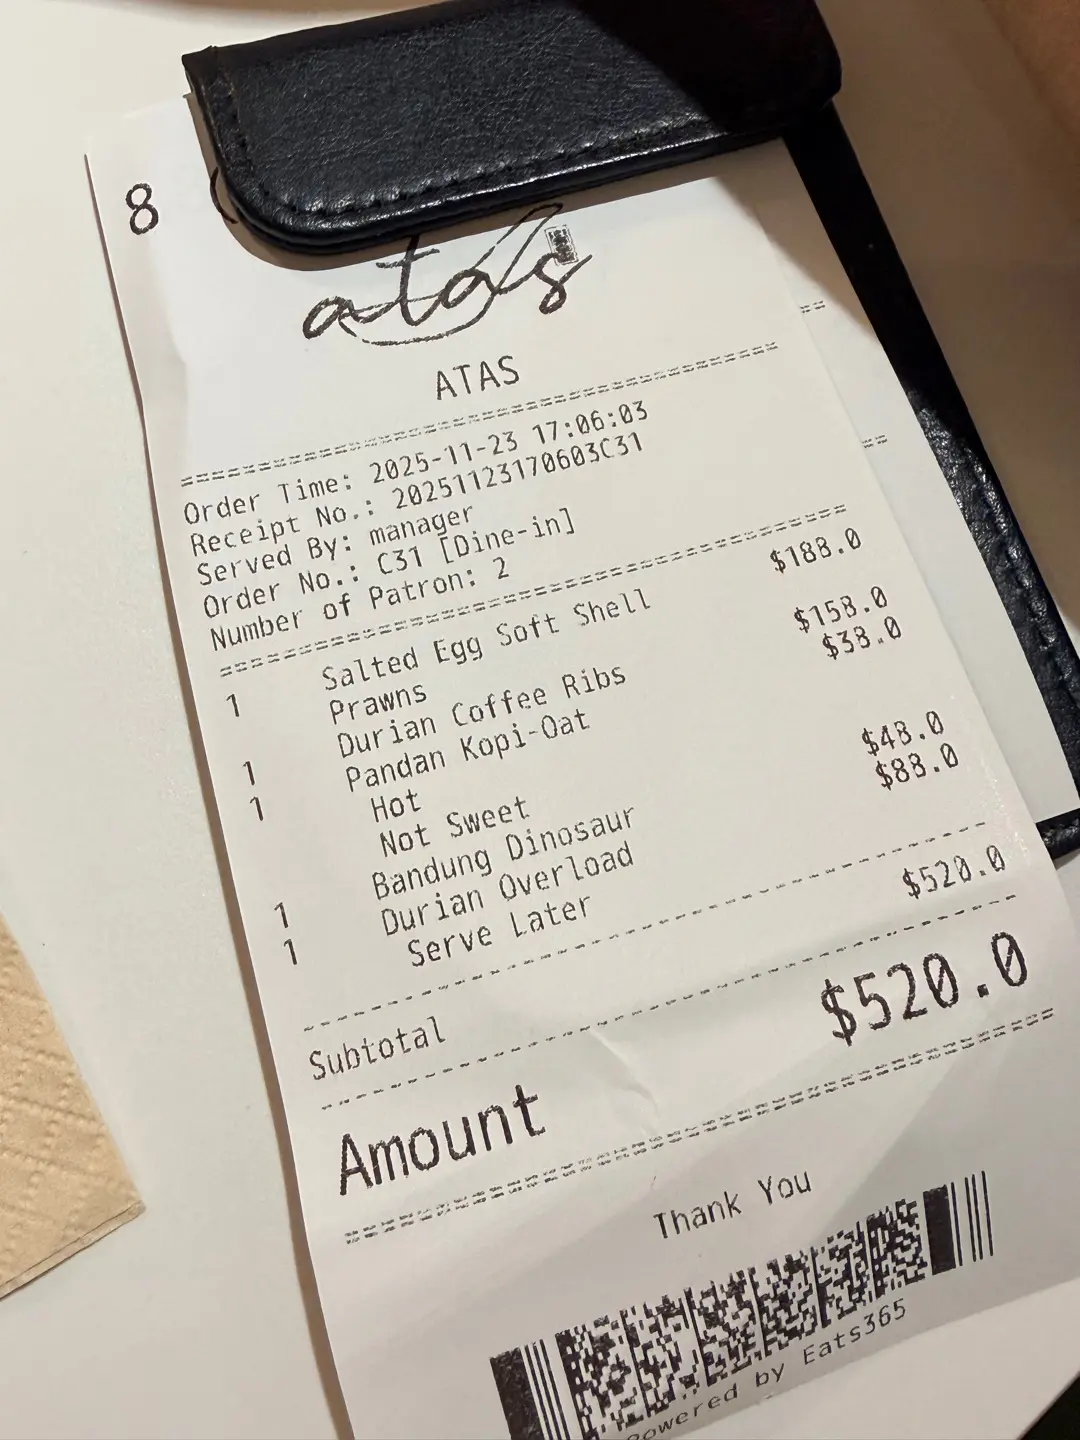 8
atas
ATAS
Order Time: 2025-11-23 17:06:03
Receipt No.: 20251123170603C31
Served By: manager
Order No.: C31 [Dine-in]
Number of Patron: 2
1 Salted Egg Soft Shell $188.0
Prawns
1 Durian Coffee Ribs $158.0
1 Pandan Kopi-Oat $38.0
Hot
Not Sweet
1 Bandung Dinosaur $48.0
1 Durian Overload $88.0
Serve Later
Subtotal $520.0
Amount $520.0
Thank You
Powered by Eats365